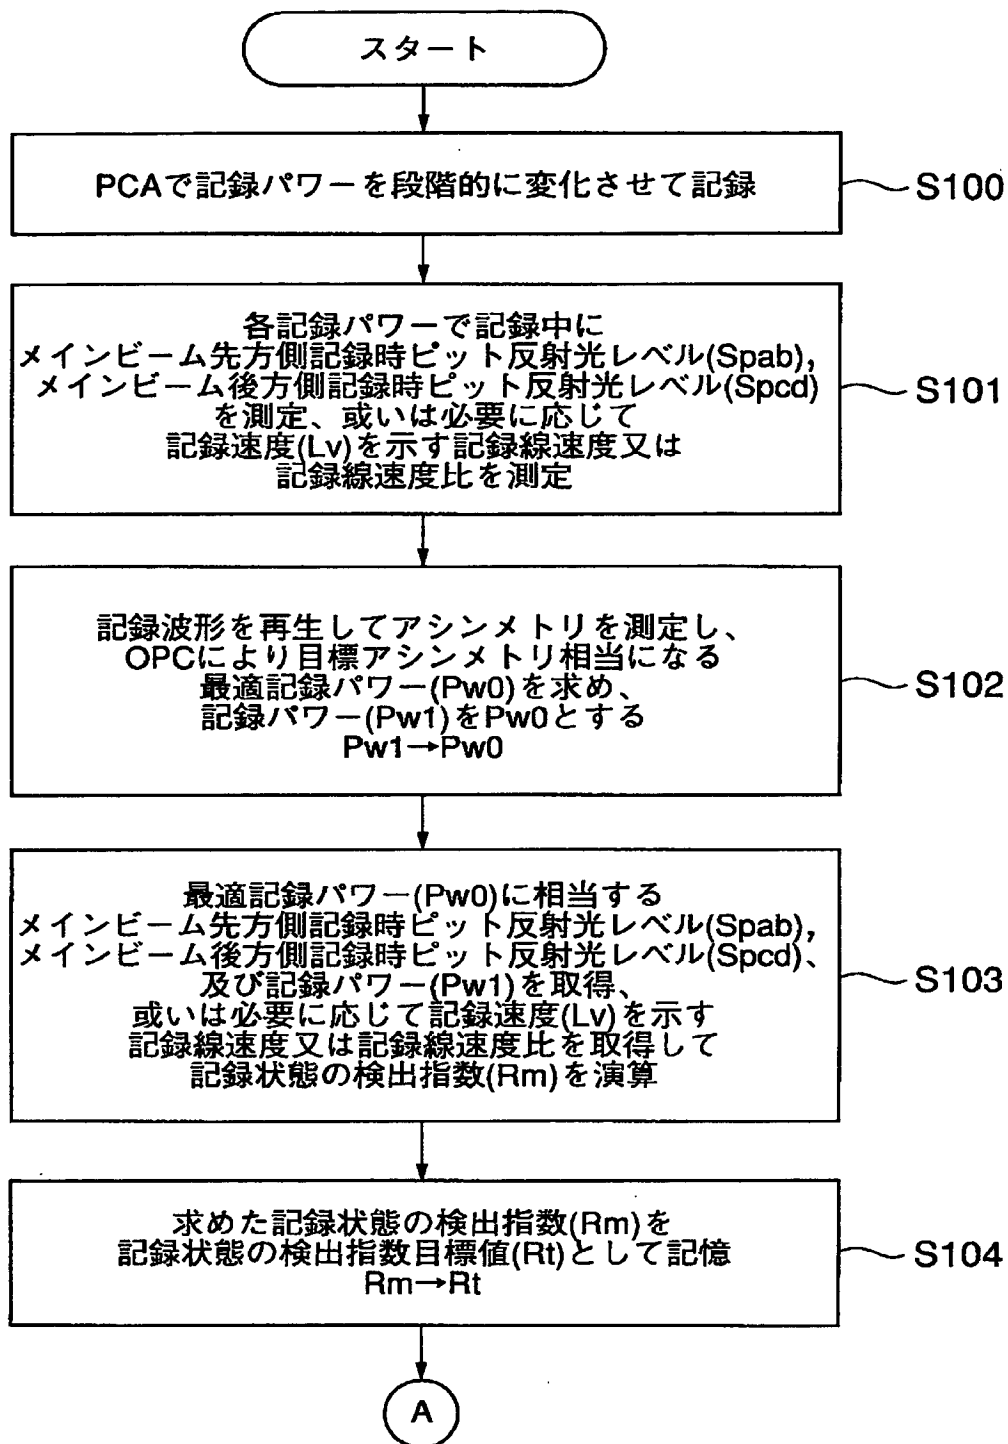 スタート
PCAで記録パワーを段階的に変化させて記録
S100
各記録パワーで記録中に
メインビーム先方側記録時ピット反射光レベル(Spab),
メインビーム後方側記録時ピット反射光レベル(Spcd)
を測定、或いは必要に応じて
記録速度(Lv)を示す記録線速度又は
記録線速度比を測定
S101
記録波形を再生してアシンメトリを測定し、
OPCにより目標アシンメトリ相当になる
最適記録パワー(Pw0)を求め、
記録パワー(Pw1)をPw0とする
Pw1→Pw0
S102
最適記録パワー(Pw0)に相当する
メインビーム先方側記録時ピット反射光レベル(Spab),
メインビーム後方側記録時ピット反射光レベル(Spcd)、
及び記録パワー(Pw1)を取得、
或いは必要に応じて記録速度(Lv)を示す
記録線速度又は記録線速度比を取得して
記録状態の検出指数(Rm)を演算
S103
求めた記録状態の検出指数(Rm)を
記録状態の検出指数目標値(Rt)として記憶
Rm→Rt
S104
A